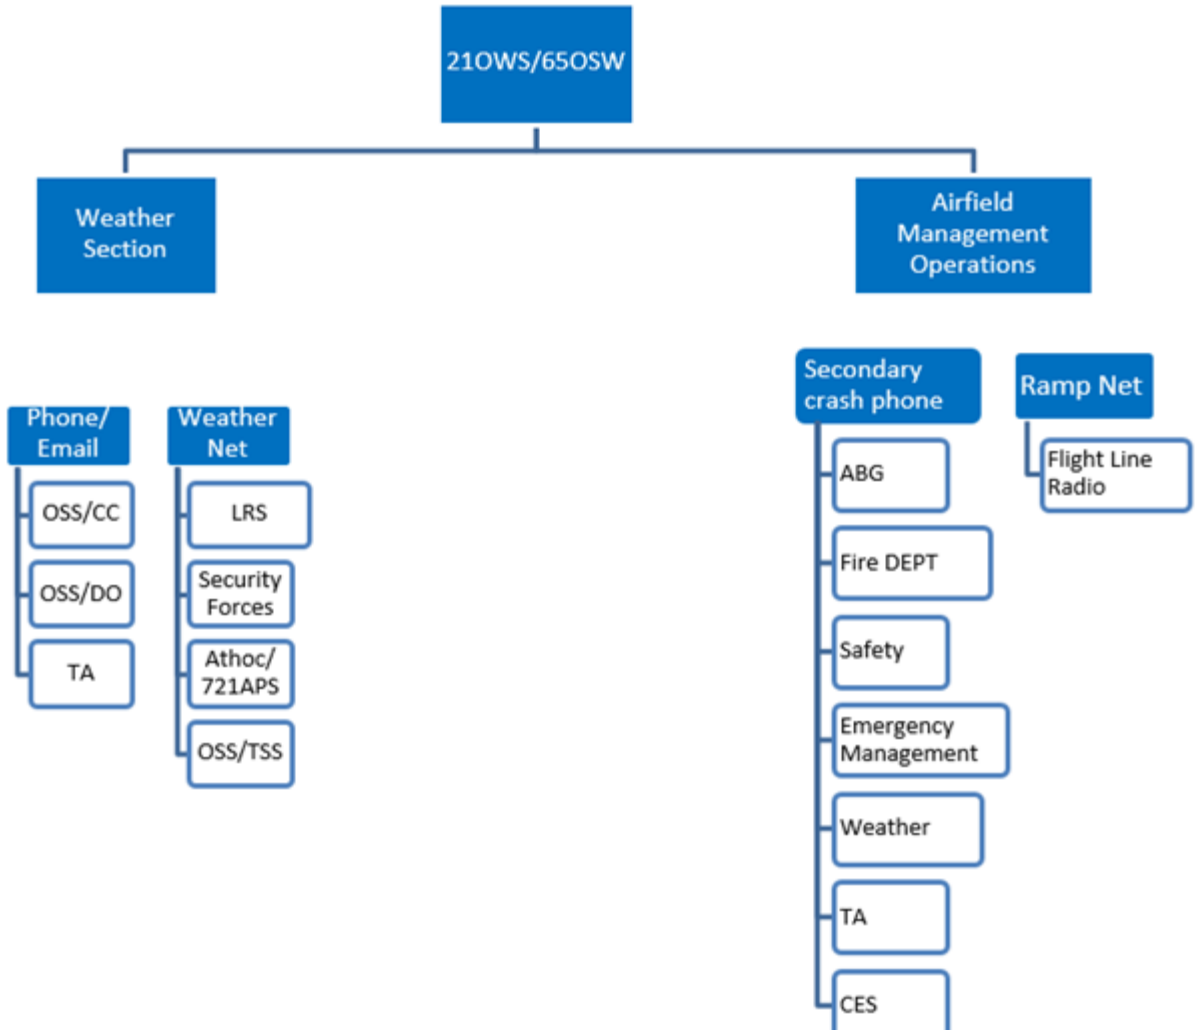 21OWS/65OSW
Weather
Section
Airfield
Management
Operations
Phone/
Email
OSS/CC
OSS/DO
TA
Weather
Net
LRS
Security
Forces
Athoc/
721APS
OSS/TSS
Secondary
crash phone
ABG
Fire DEPT
Safety
Emergency
Management
Weather
TA
CES
Ramp Net
Flight Line
Radio